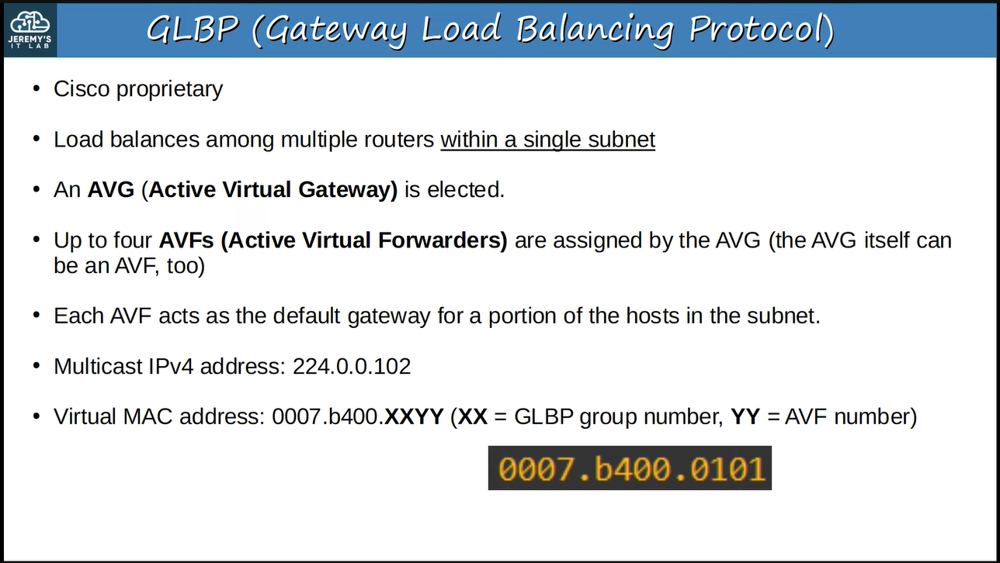 JEREMY'S
IT LAB
GLBP (Gateway Load Balancing Protocol)
• Cisco proprietary
• Load balances among multiple routers within a single subnet
• An AVG (Active Virtual Gateway) is elected.
• Up to four AVFs (Active Virtual Forwarders) are assigned by the AVG (the AVG itself can
be an AVF, too)
• Each AVF acts as the default gateway for a portion of the hosts in the subnet.
• Multicast IPv4 address: 224.0.0.102
• Virtual MAC address: 0007.b400.XXYY (XX = GLBP group number, YY = AVF number)
0007.b400.0101